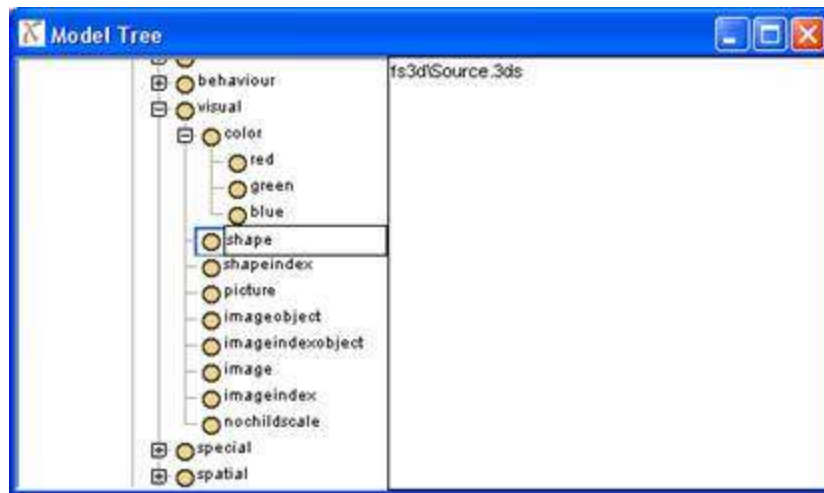 Model Tree
behaviour
fs3d\Source.3ds
visual
color
red
green
blue
shape
shapeindex
picture
imageobject
imageindexobject
image
imageindex
nochildscale
special
spatial